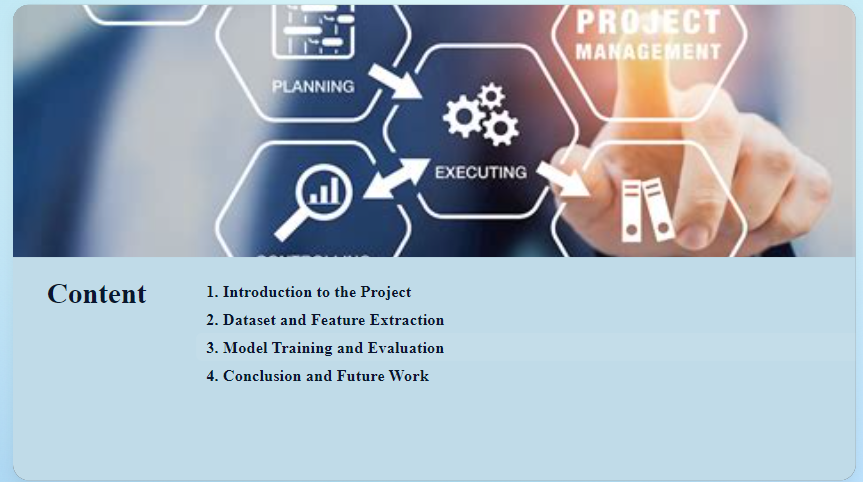 PROJECT
MANAGEMENT
PLANNING
EXECUTING
Content
1. Introduction to the Project
2. Dataset and Feature Extraction
3. Model Training and Evaluation
4. Conclusion and Future Work